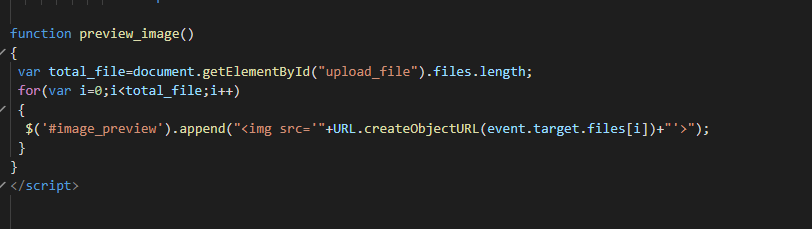 function preview_image()
{
 var total_file=document.getElementById("upload_file").files.length;
 for(var i=0;i<total_file;i++)
 {
  $('#image_preview').append("<img src='"+URL.createObjectURL(event.target.files[i])+"'>");
 }
}
</script>